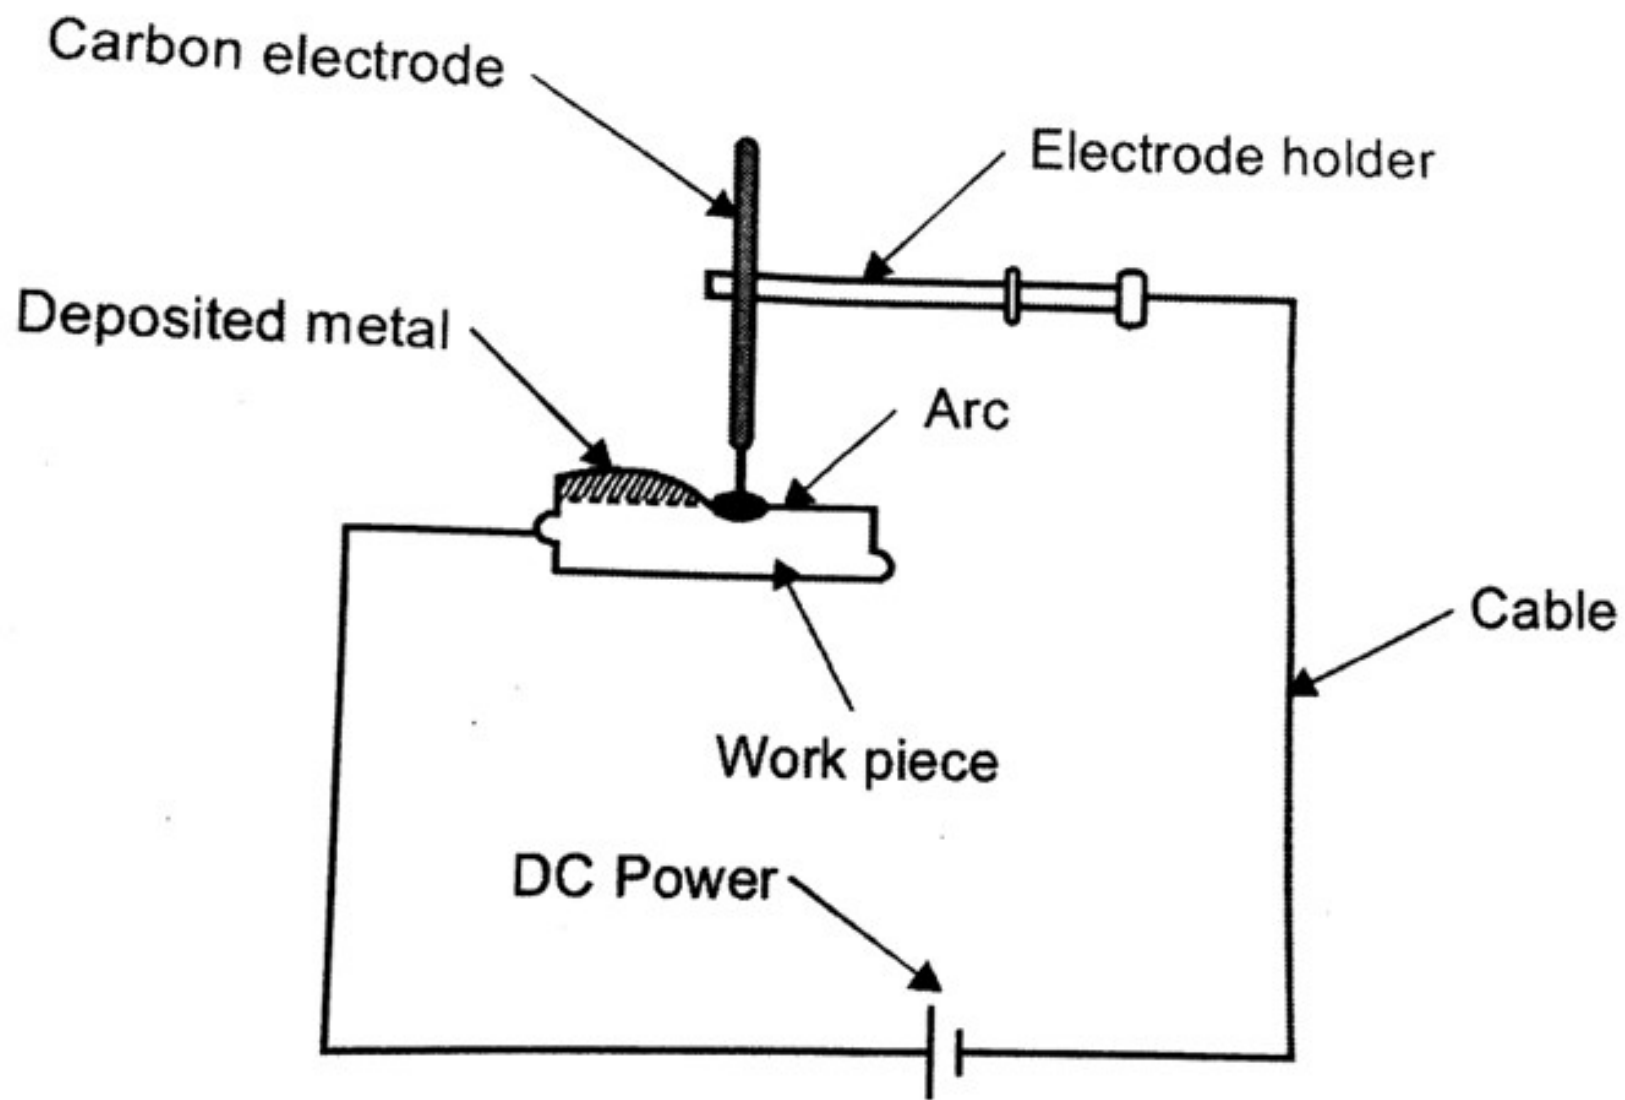 Carbon electrode
Electrode holder
Deposited metal
Arc
Cable
Work piece
DC Power